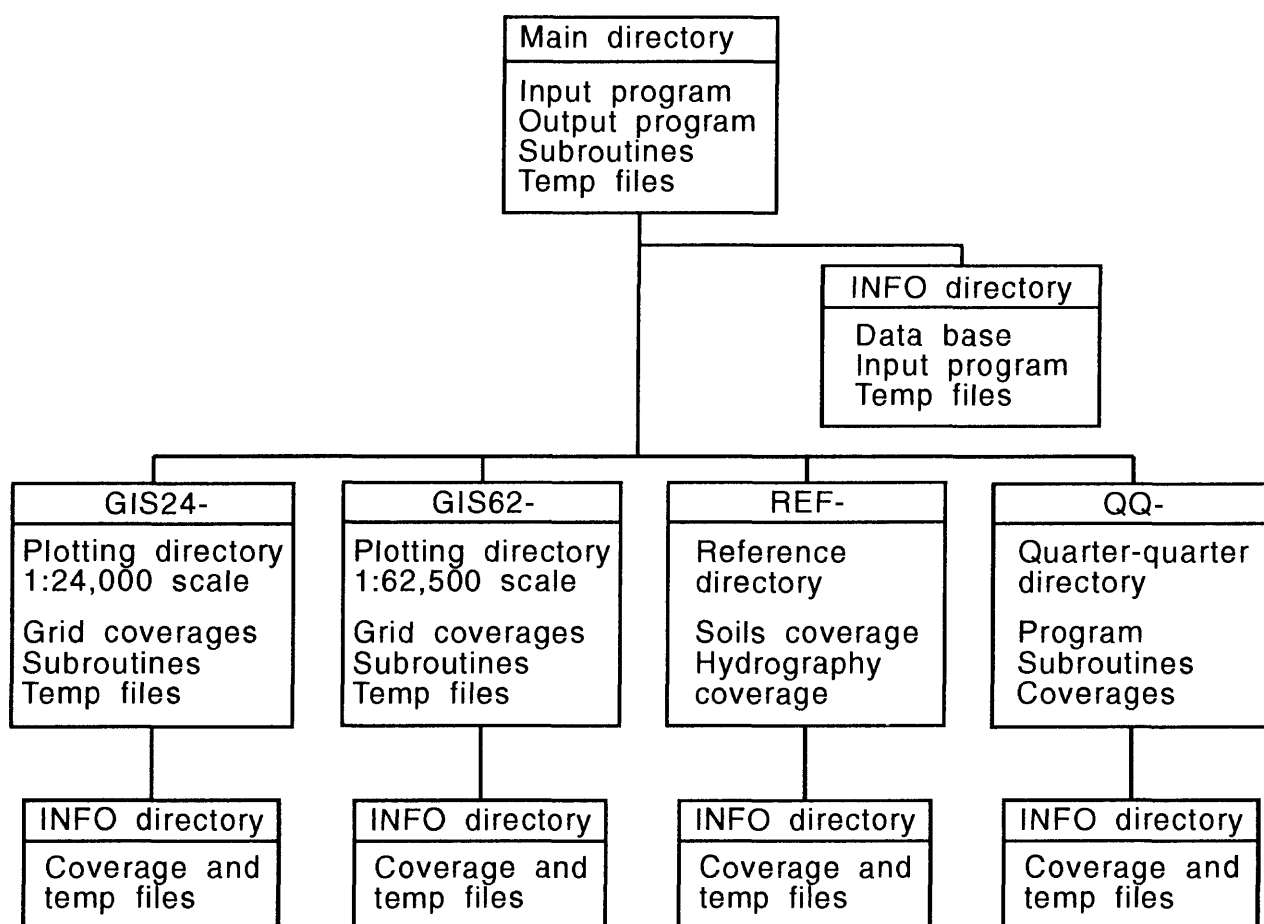 Main directory
Input program
Output program
Subroutines
Temp files
INFO directory
Data base
Input program
Temp files
GIS24-
Plotting directory
1:24,000 scale
Grid coverages
Subroutines
Temp files
GIS62-
Plotting directory
1:62,500 scale
Grid coverages
Subroutines
Temp files
REF-
Reference
directory
Soils coverage
Hydrography
coverage
QQ-
Quarter-quarter
directory
Program
Subroutines
Coverages
INFO directory
Coverage and
temp files
INFO directory
Coverage and
temp files
INFO directory
Coverage and
temp files
INFO directory
Coverage and
temp files